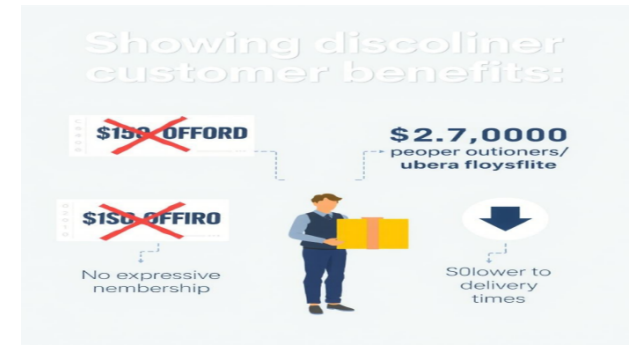 Showing discoliner
customer benefits:
$150 OFFORD
$2.7,0000
peoper outioners/
ubera floysflite
$1SO OFFIRO
No expressive
nembership
S0lower to
delivery
times